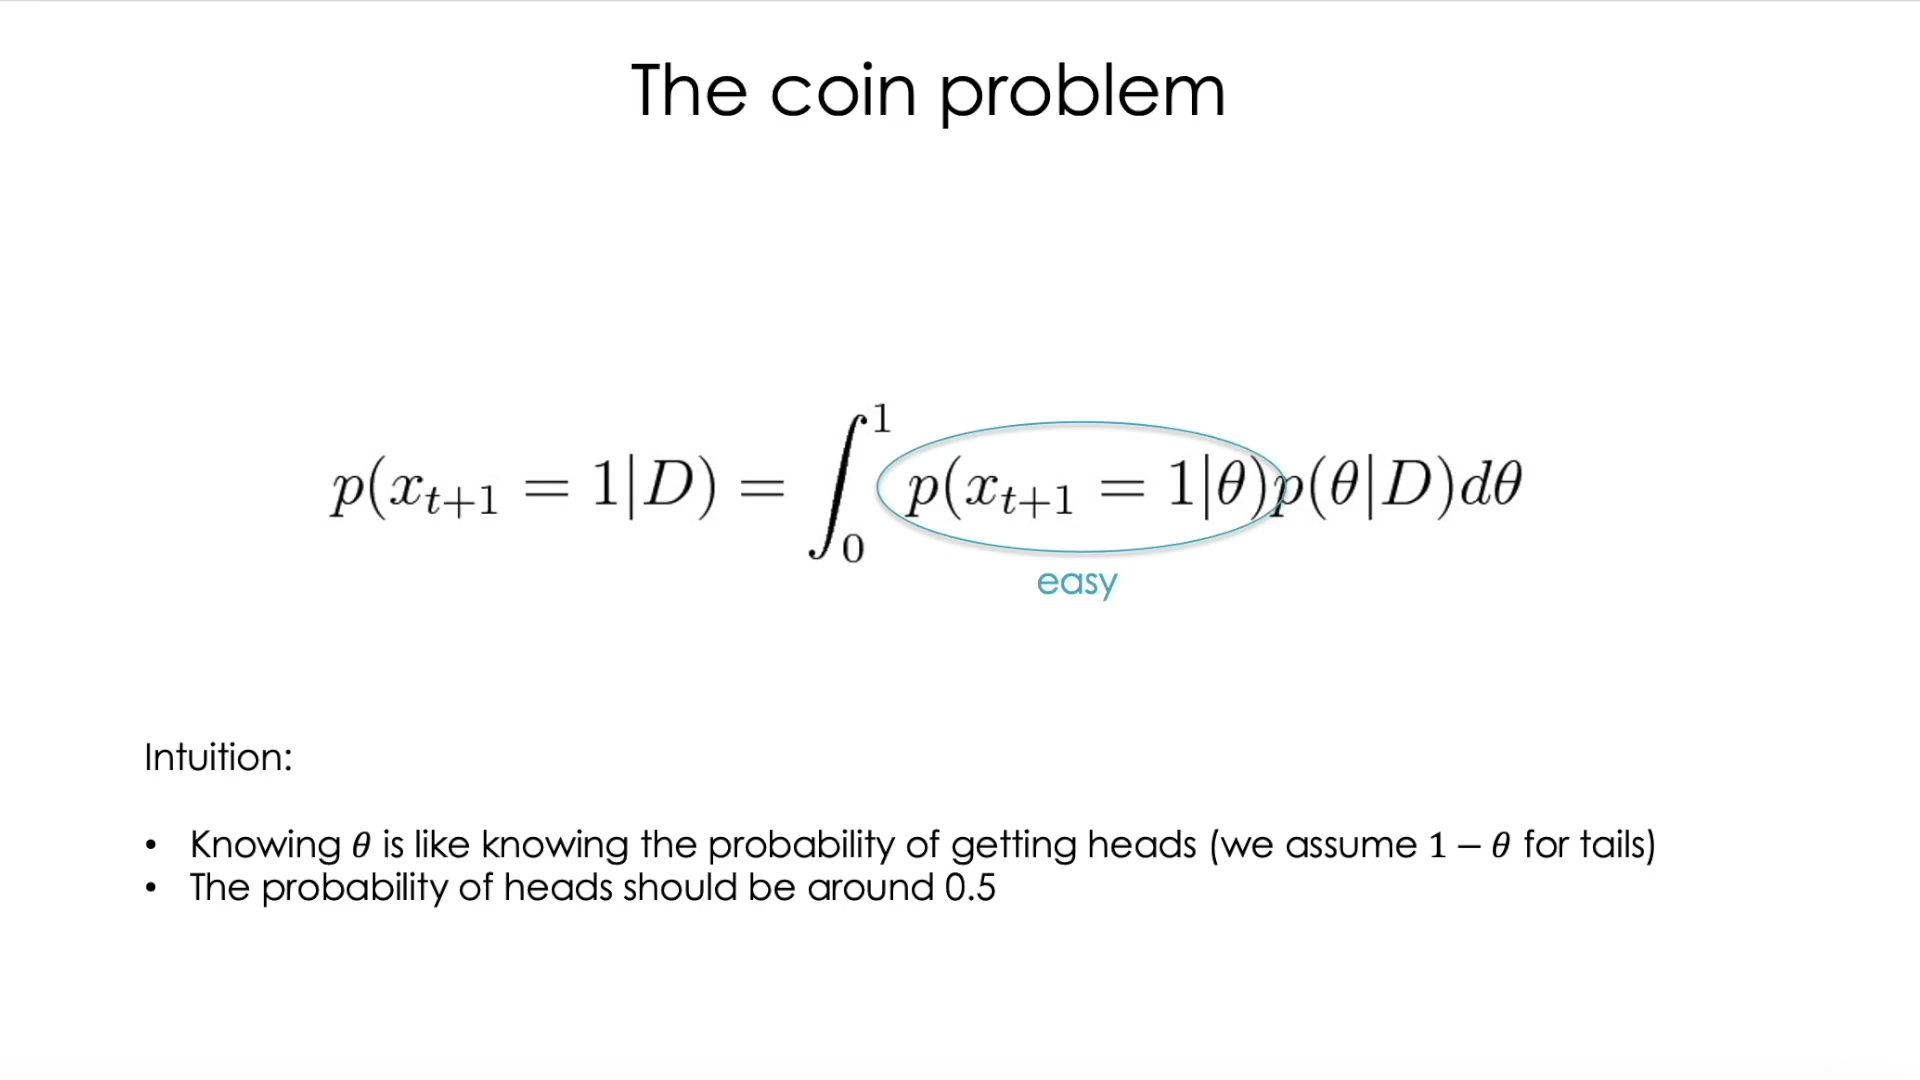 The coin problem
p(x_{t+1} = 1|D) = ∫_0^1 p(x_{t+1} = 1|θ)p(θ|D)dθ
easy
Intuition:
• Knowing θ is like knowing the probability of getting heads (we assume 1 − θ for tails)
• The probability of heads should be around 0.5